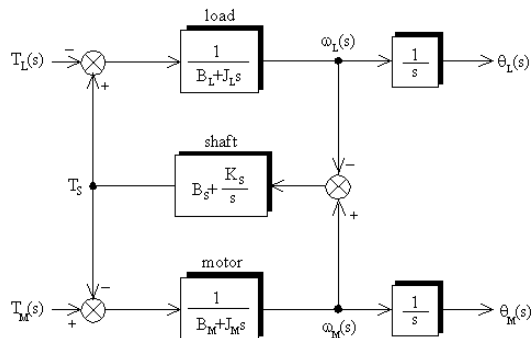 load
T_L(s) − + 1 / B_L+J_Ls ω_L(s) 1 / s θ_L(s)
shaft
T_S B_S+ K_S / s − +
motor
T_M(s) + − 1 / B_M+J_Ms ω_M(s) 1 / s θ_M(s)